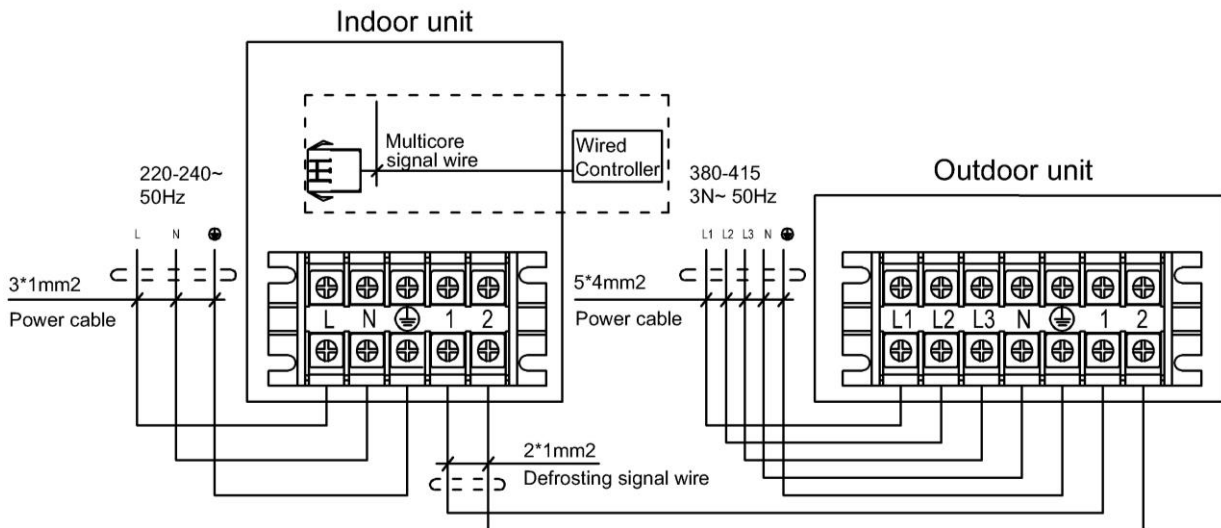 Indoor unit
Multicore
signal wire
Wired
Controller
220-240~
50Hz
L N
3*1mm2
Power cable
L N 1 2
2*1mm2
Defrosting signal wire
380-415
3N~ 50Hz
L1 L2 L3 N
5*4mm2
Power cable
Outdoor unit
L1 L2 L3 N 1 2